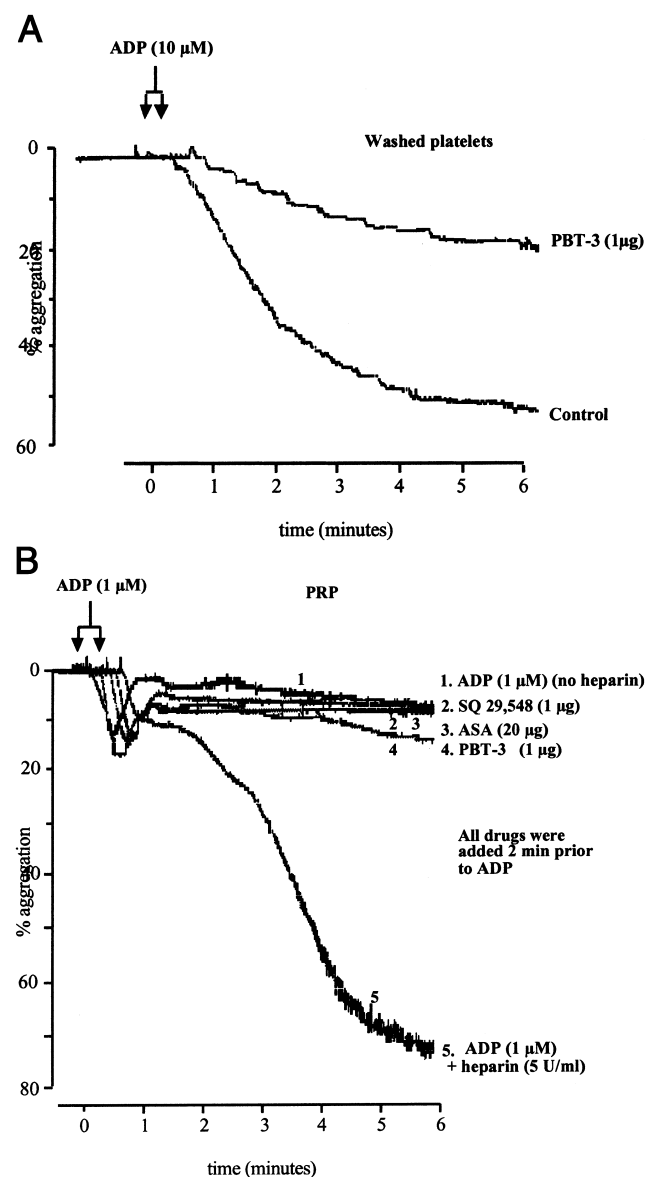 A
ADP (10 µM)
Washed platelets
0
20
40
60
% aggregation
PBT-3 (1µg)
Control
0 1 2 3 4 5 6
time (minutes)
B
ADP (1 µM)
PRP
0
20
60
80
% aggregation
1
2 3
4
5
1. ADP (1 µM) (no heparin)
2. SQ 29,548 (1 µg)
3. ASA (20 µg)
4. PBT-3 (1 µg)
All drugs were
added 2 min prior
to ADP
5. ADP (1 µM)
+ heparin (5 U/ml)
0 1 2 3 4 5 6
time (minutes)